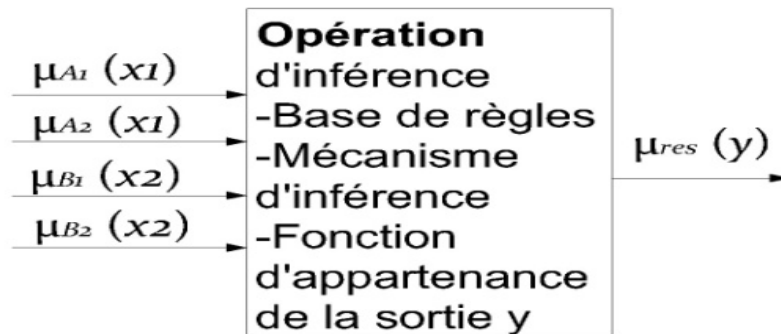 μA1 (x1)
μA2 (x1)
μB1 (x2)
μB2 (x2)
Opération
d'inférence
-Base de règles
-Mécanisme
d'inférence
-Fonction
d'appartenance
de la sortie y
μres (y)